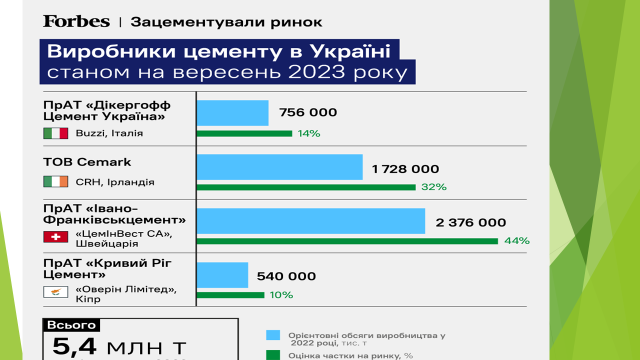 Forbes | Зацементували ринок
Виробники цементу в Україні
станом на вересень 2023 року
ПрАТ «Дікергофф
Цемент Україна»
Buzzi, Італія
756 000
14%
ТОВ Cemark
CRH, Ірландія
1 728 000
32%
ПрАТ «Івано-
Франківськцемент»
«ЦемІнВест СА»,
Швейцарія
2 376 000
44%
ПрАТ «Кривий Ріг
Цемент»
«Оверін Лімітед»,
Кіпр
540 000
10%
Всього
5,4 млн т
Орієнтовні обсяги виробництва у
2022 році, тис. т
Оцінка частки на ринку, %